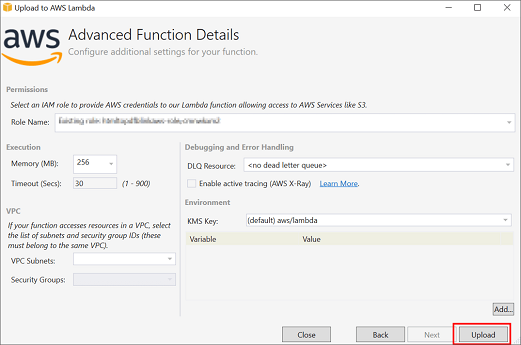 Upload to AWS Lambda
aws
Advanced Function Details
Configure additional settings for your function.
Permissions
Select an IAM role to provide AWS credentials to our Lambda function allowing access to AWS Services like S3.
Role Name:
Execution
Memory (MB): 256
Timeout (Secs): 30 (1 - 900)
VPC
If your function accesses resources in a VPC, select
the list of subnets and security group IDs (these
must belong to the same VPC).
VPC Subnets:
Security Groups:
Debugging and Error Handling
DLQ Resource: <no dead letter queue>
Enable active tracing (AWS X-Ray) Learn More.
Environment
KMS Key: (default) aws/lambda
Variable Value
Add...
Close Back Next Upload